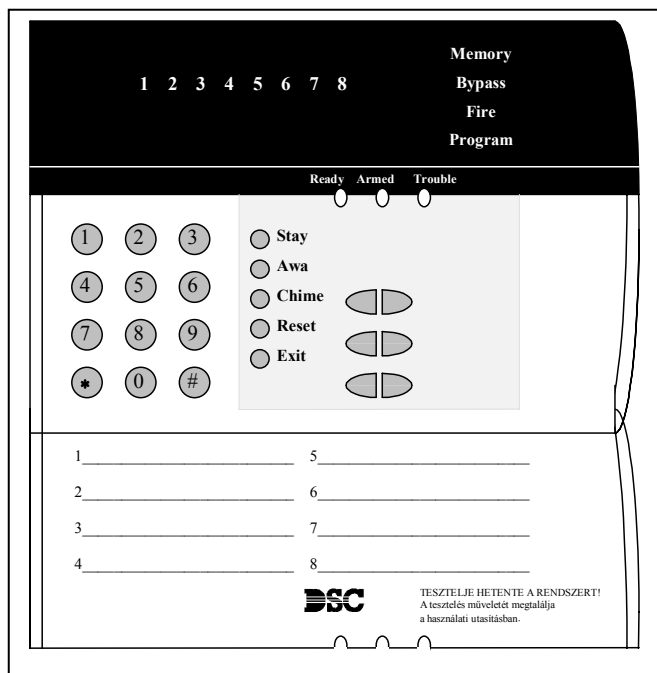 Memory
1 2 3 4 5 6 7 8 Bypass
Fire
Program
Ready Armed Trouble
1 2 3 Stay
Awa
4 5 6 Chime
7 8 9 Reset
Exit
* 0 #
1 5
2 6
3 7
4 8
DSC
TESZTELJE HETENTE A RENDSZERT!
A tesztelés műveletét megtalálja
a használati utasításban.